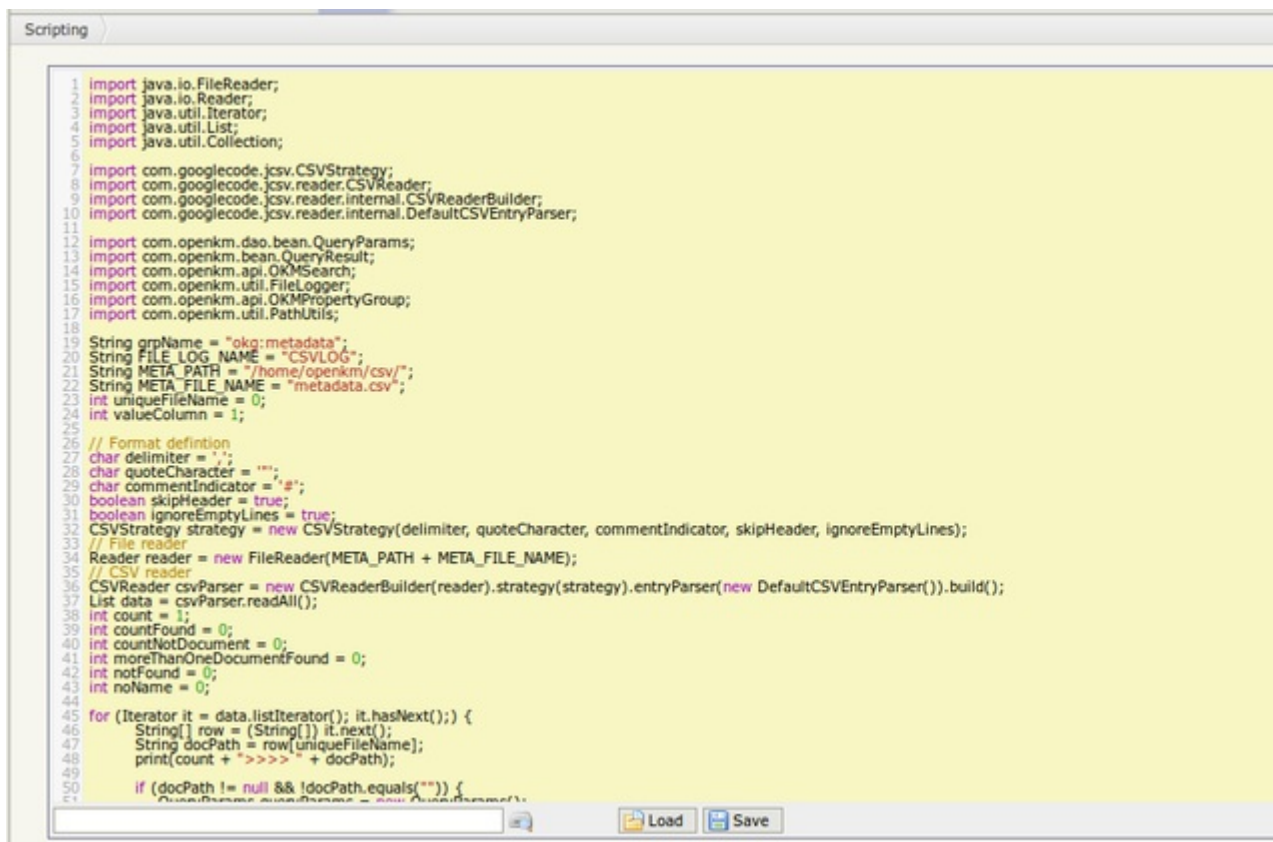 Scripting
1 import java.io.FileReader;
2 import java.io.Reader;
3 import java.util.Iterator;
4 import java.util.List;
5 import java.util.Collection;
6
7 import com.googlecode.jcsv.CSVStrategy;
8 import com.googlecode.jcsv.reader.CSVReader;
9 import com.googlecode.jcsv.reader.internal.CSVReaderBuilder;
10 import com.googlecode.jcsv.reader.internal.DefaultCSVEntryParser;
11
12 import com.openkm.dao.bean.QueryParams;
13 import com.openkm.bean.QueryResult;
14 import com.openkm.api.OKMSearch;
15 import com.openkm.util.FileLogger;
16 import com.openkm.api.OKMPropertyGroup;
17 import com.openkm.util.PathUtils;
18
19 String grpName = "okg:metadata";
20 String FILE_LOG_NAME = "CSVLOG";
21 String META_PATH = "/home/openkm/csv/";
22 String META_FILE_NAME = "metadata.csv";
23 int uniqueFileName = 0;
24 int valueColumn = 1;
25
26 // Format defintion
27 char delimiter = ',';
28 char quoteCharacter = '"';
29 char commentIndicator = '#';
30 boolean skipHeader = true;
31 boolean ignoreEmptyLines = true;
32 CSVStrategy strategy = new CSVStrategy(delimiter, quoteCharacter, commentIndicator, skipHeader, ignoreEmptyLines);
33 // File reader
34 Reader reader = new FileReader(META_PATH + META_FILE_NAME);
35 // CSV reader
36 CSVReader csvParser = new CSVReaderBuilder(reader).strategy(strategy).entryParser(new DefaultCSVEntryParser()).build();
37 List data = csvParser.readAll();
38 int count = 1;
39 int countFound = 0;
40 int countNotDocument = 0;
41 int moreThanOneDocumentFound = 0;
42 int notFound = 0;
43 int noName = 0;
44
45 for (Iterator it = data.listIterator(); it.hasNext();) {
46 String[] row = (String[]) it.next();
47 String docPath = row[uniqueFileName];
48 print(count + ">>>> " + docPath);
49
50 if (docPath != null && !docPath.equals("")) {
51 QueryParams queryParams = new QueryParams();
Load Save